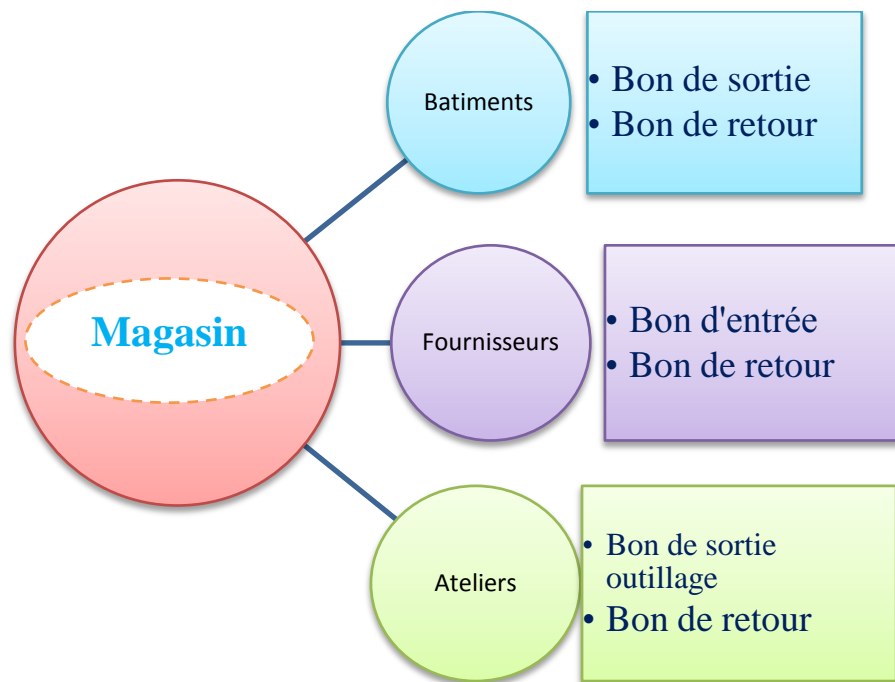 Batiments
• Bon de sortie
• Bon de retour
Magasin
Fournisseurs
• Bon d'entrée
• Bon de retour
Ateliers
• Bon de sortie
outillage
• Bon de retour